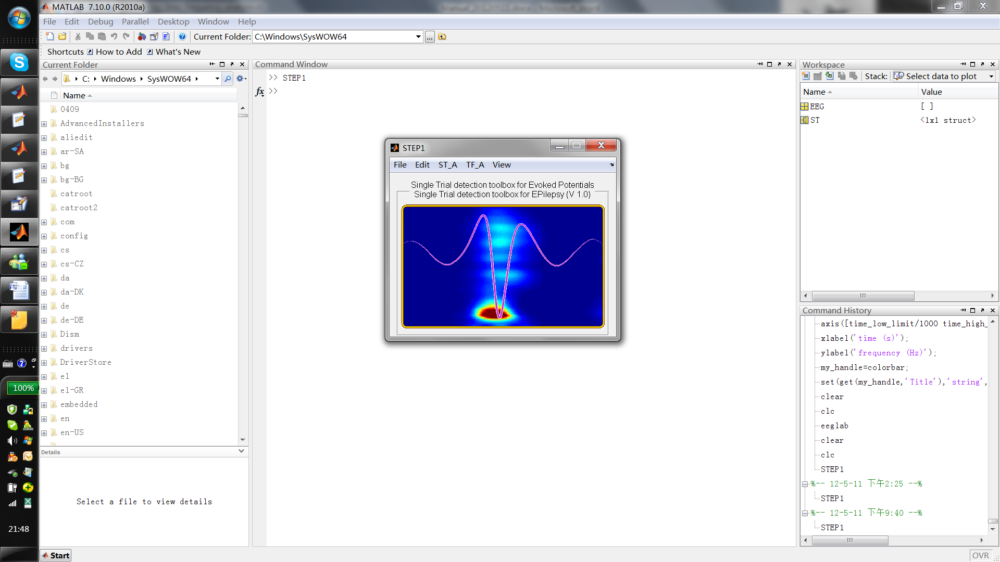 MATLAB 7.10.0 (R2010a)
File Edit Debug Parallel Desktop Window Help
Current Folder: C:\Windows\SysWOW64
Shortcuts How to Add What's New
Current Folder
C: Windows SysWOW64
Name
0409
AdvancedInstallers
aliedit
ar-SA
bg
bg-BG
catroot
catroot2
com
config
cs
cs-CZ
da
da-DK
de
de-DE
Dism
drivers
DriverStore
el
el-GR
embedded
en
en-US
Details
Select a file to view details
Command Window
>> STEP1
fx >>
STEP1
File Edit ST_A TF_A View
Single Trial detection toolbox for Evoked Potentials
Single Trial detection toolbox for EPilepsy (V 1.0)
Workspace
Stack: Select data to plot
Name Value
EEG [ ]
ST <1x1 struct>
Command History
axis([time_low_limit/1000 time_high_
xlabel('time (s)');
ylabel('frequency (Hz)');
my_handle=colorbar;
set(get(my_handle,'Title'),'string',
clear
clc
eeglab
clear
clc
STEP1
%-- 12-5-11 下午2:25 --%
STEP1
%-- 12-5-11 下午9:40 --%
STEP1
100%
21:48
Start
OVR